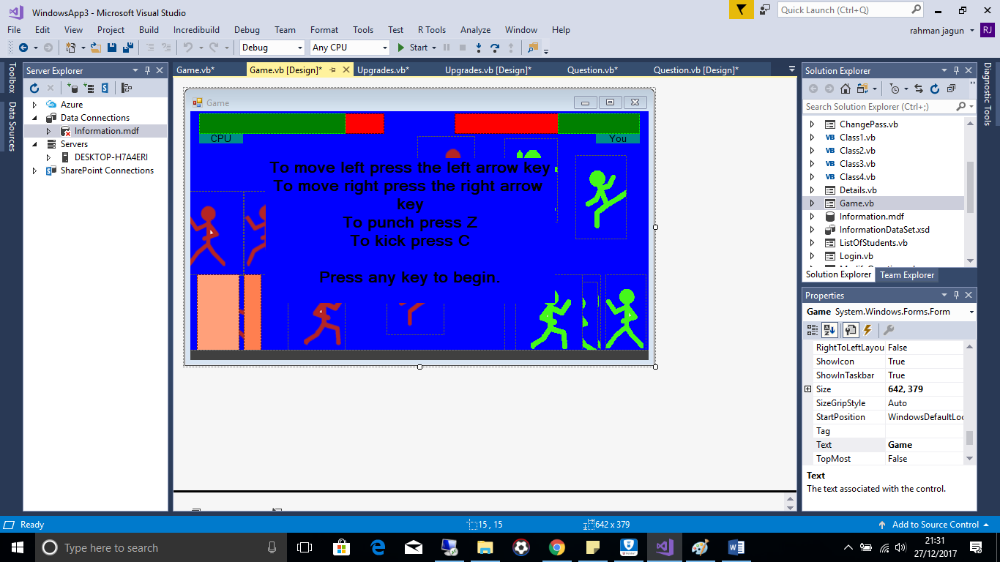 WindowsApp3 - Microsoft Visual Studio
Quick Launch (Ctrl+Q)
File Edit View Project Build Incredibuild Debug Team Format Tools Test R Tools Analyze Window Help
rahman jagun RJ
Debug Any CPU Start
Toolbox
Data Sources
Server Explorer
Azure
Data Connections
Information.mdf
Servers
DESKTOP-H7A4ERI
SharePoint Connections
Game.vb* Game.vb [Design]* Upgrades.vb* Upgrades.vb [Design]* Question.vb* Question.vb [Design]*
Game
CPU You
To move left press the left arrow key
To move right press the right arrow
key
To punch press Z
To kick press C
Press any key to begin.
Solution Explorer
Search Solution Explorer (Ctrl+;)
ChangePass.vb
Class1.vb
Class2.vb
Class3.vb
Class4.vb
Details.vb
Game.vb
Information.mdf
InformationDataSet.xsd
ListOfStudents.vb
Login.vb
Solution Explorer Team Explorer
Diagnostic Tools
Properties
Game System.Windows.Forms.Form
RightToLeftLayou False
ShowIcon True
ShowInTaskbar True
Size 642, 379
SizeGripStyle Auto
StartPosition WindowsDefaultLoc
Tag
Text Game
TopMost False
Text
The text associated with the control.
Ready 15 , 15 642 x 379 Add to Source Control
Type here to search
21:31
27/12/2017